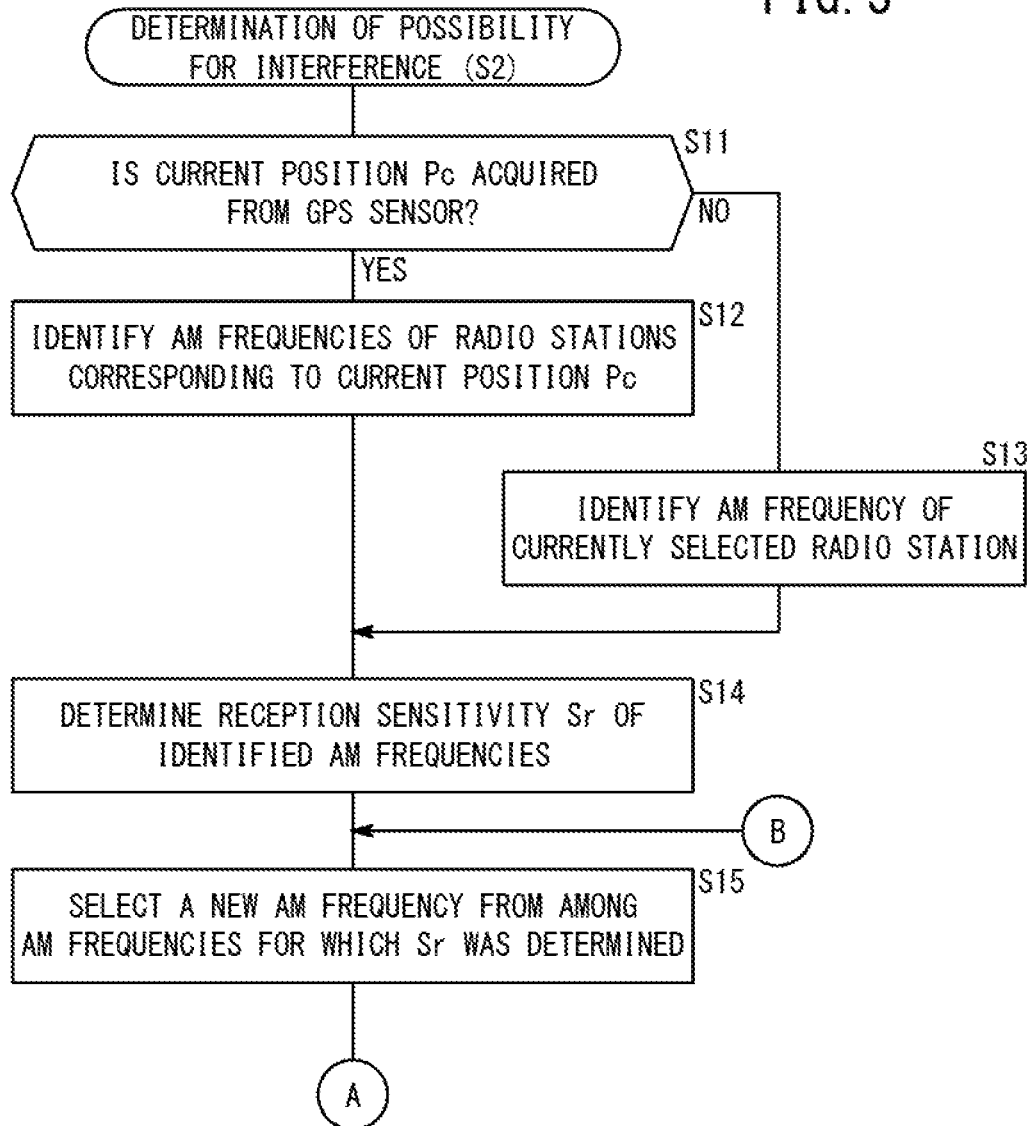 DETERMINATION OF POSSIBILITY
FOR INTERFERENCE (S2)
S11
IS CURRENT POSITION Pc ACQUIRED
FROM GPS SENSOR?
NO
YES
S12
IDENTIFY AM FREQUENCIES OF RADIO STATIONS
CORRESPONDING TO CURRENT POSITION Pc
S13
IDENTIFY AM FREQUENCY OF
CURRENTLY SELECTED RADIO STATION
S14
DETERMINE RECEPTION SENSITIVITY Sr OF
IDENTIFIED AM FREQUENCIES
B
S15
SELECT A NEW AM FREQUENCY FROM AMONG
AM FREQUENCIES FOR WHICH Sr WAS DETERMINED
A